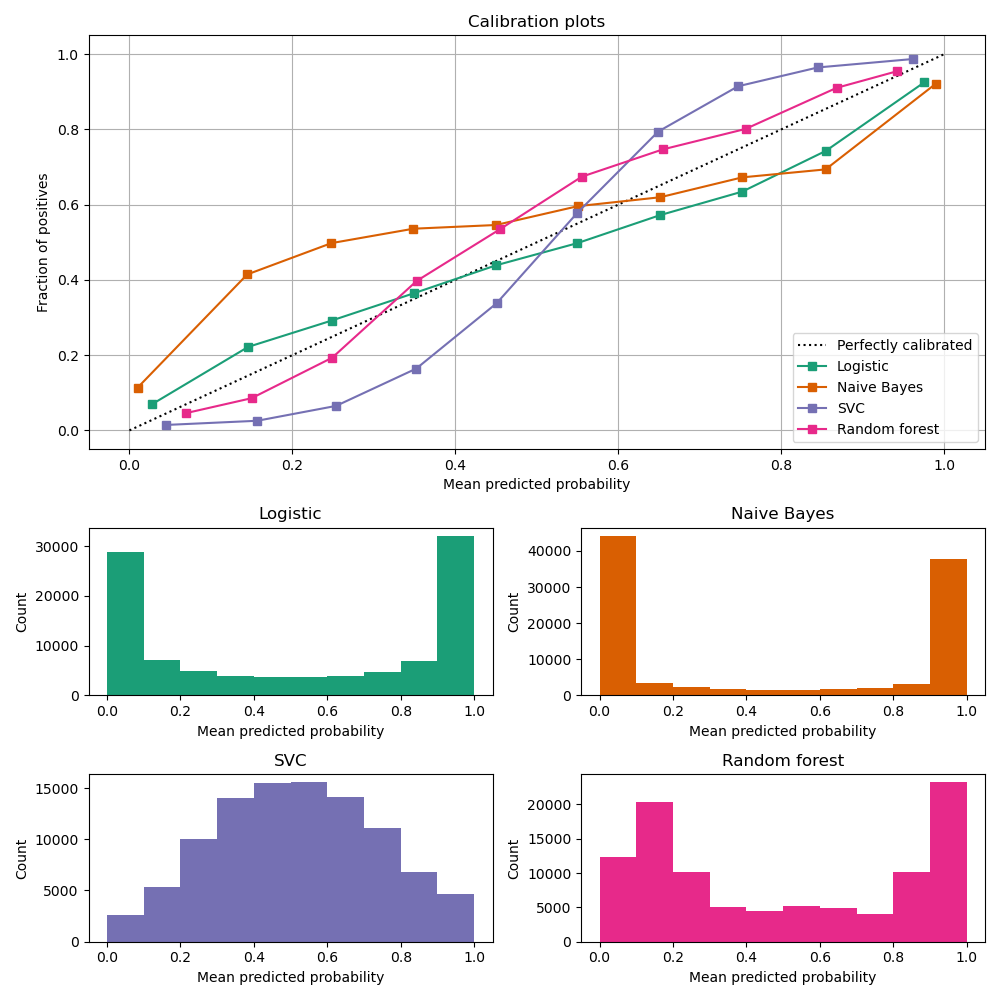 Calibration plots
1.0
0.8
0.6
0.4
0.2
0.0
Fraction of positives
Perfectly calibrated
Logistic
Naive Bayes
SVC
Random forest
0.0 0.2 0.4 0.6 0.8 1.0
Mean predicted probability
Logistic
30000
20000
10000
0
Count
0.0 0.2 0.4 0.6 0.8 1.0
Mean predicted probability
Naive Bayes
40000
30000
20000
10000
0
Count
0.0 0.2 0.4 0.6 0.8 1.0
Mean predicted probability
SVC
15000
10000
5000
0
Count
0.0 0.2 0.4 0.6 0.8 1.0
Mean predicted probability
Random forest
20000
15000
10000
5000
0
Count
0.0 0.2 0.4 0.6 0.8 1.0
Mean predicted probability